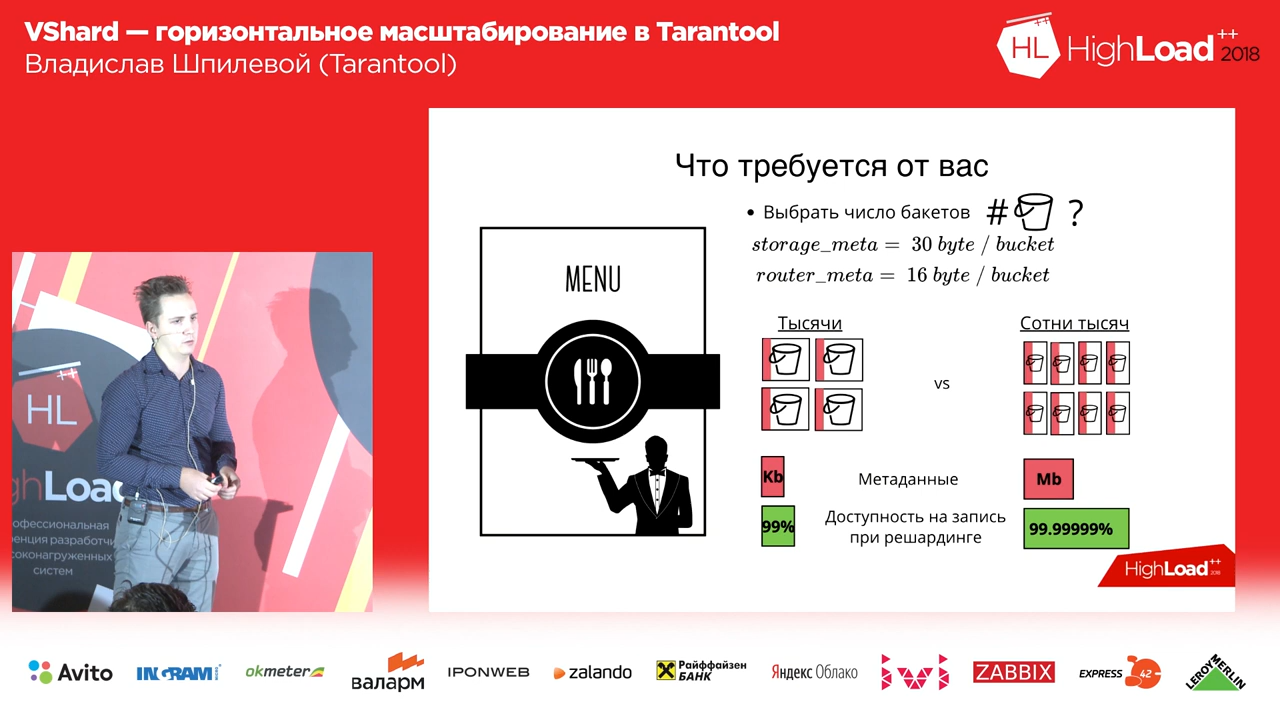 VShard — горизонтальное масштабирование в Tarantool
Владислав Шпилевой (Tarantool)
HL ++
HighLoad ++ 2018
Что требуется от вас
• Выбрать число бакетов # ?
storage_meta = 30 byte / bucket
router_meta = 16 byte / bucket
MENU
Тысячи
Сотни тысяч
vs
Kb
Метаданные
Mb
99%
Доступность на запись
при решардинге
99.99999%
HighLoad ++ 2018
++
HL
ghLoad
офессиональная
енция разработчи
соконагруженных
систем
Avito
INGRAM
okmeter
валарм
IPONWEB
zalando
Райффайзен
БАНК
Яндекс Облако
ivi
ZABBIX
EXPRESS 42
LEROY MERLIN